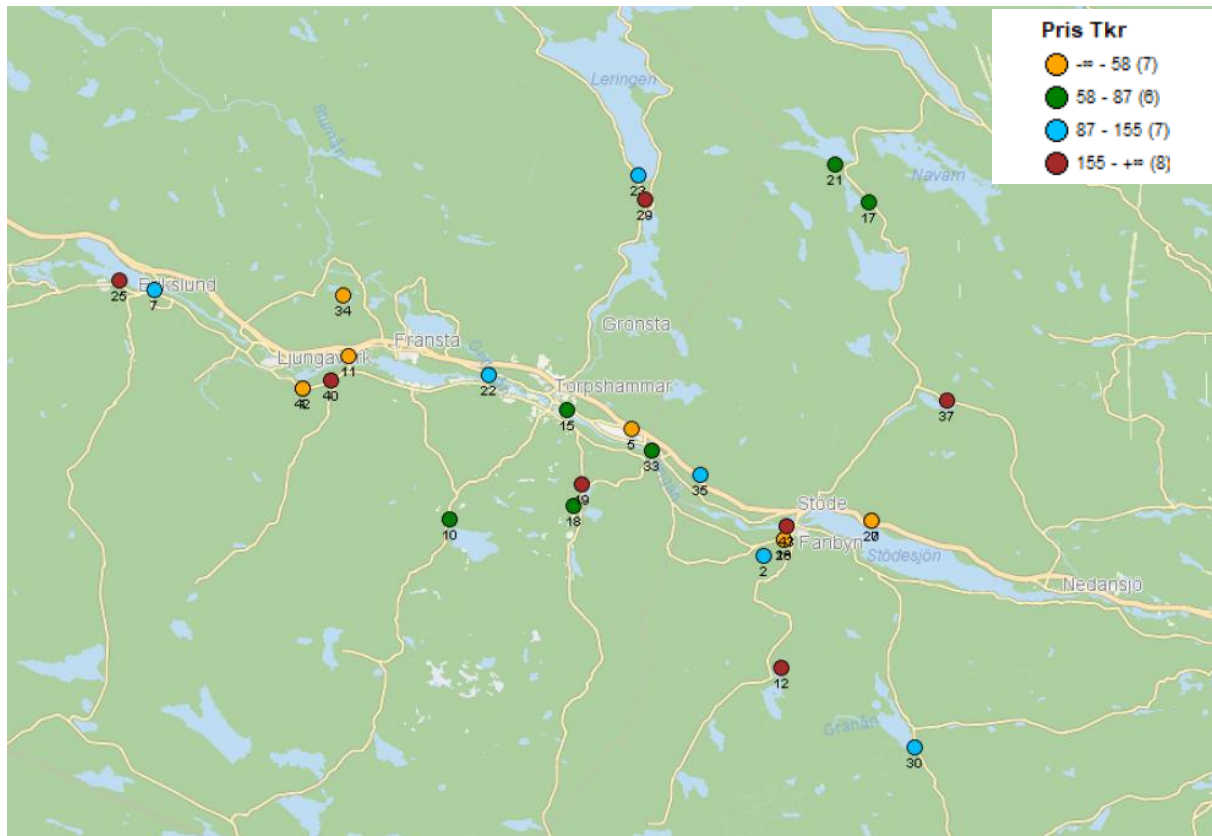 Pris Tkr
-∞ - 58 (7)
58 - 87 (6)
87 - 155 (7)
155 - +∞ (8)
Leringen
Navarn
21
23
17
29
25
7
34
Grönsta
Fränsta
Ljungaverk
11
40
22
Torpshammar
15
5
37
33
35
19
18
10
Stöde
Fanbyn
2
Stödesjön
Nedansjö
12
Granån
30